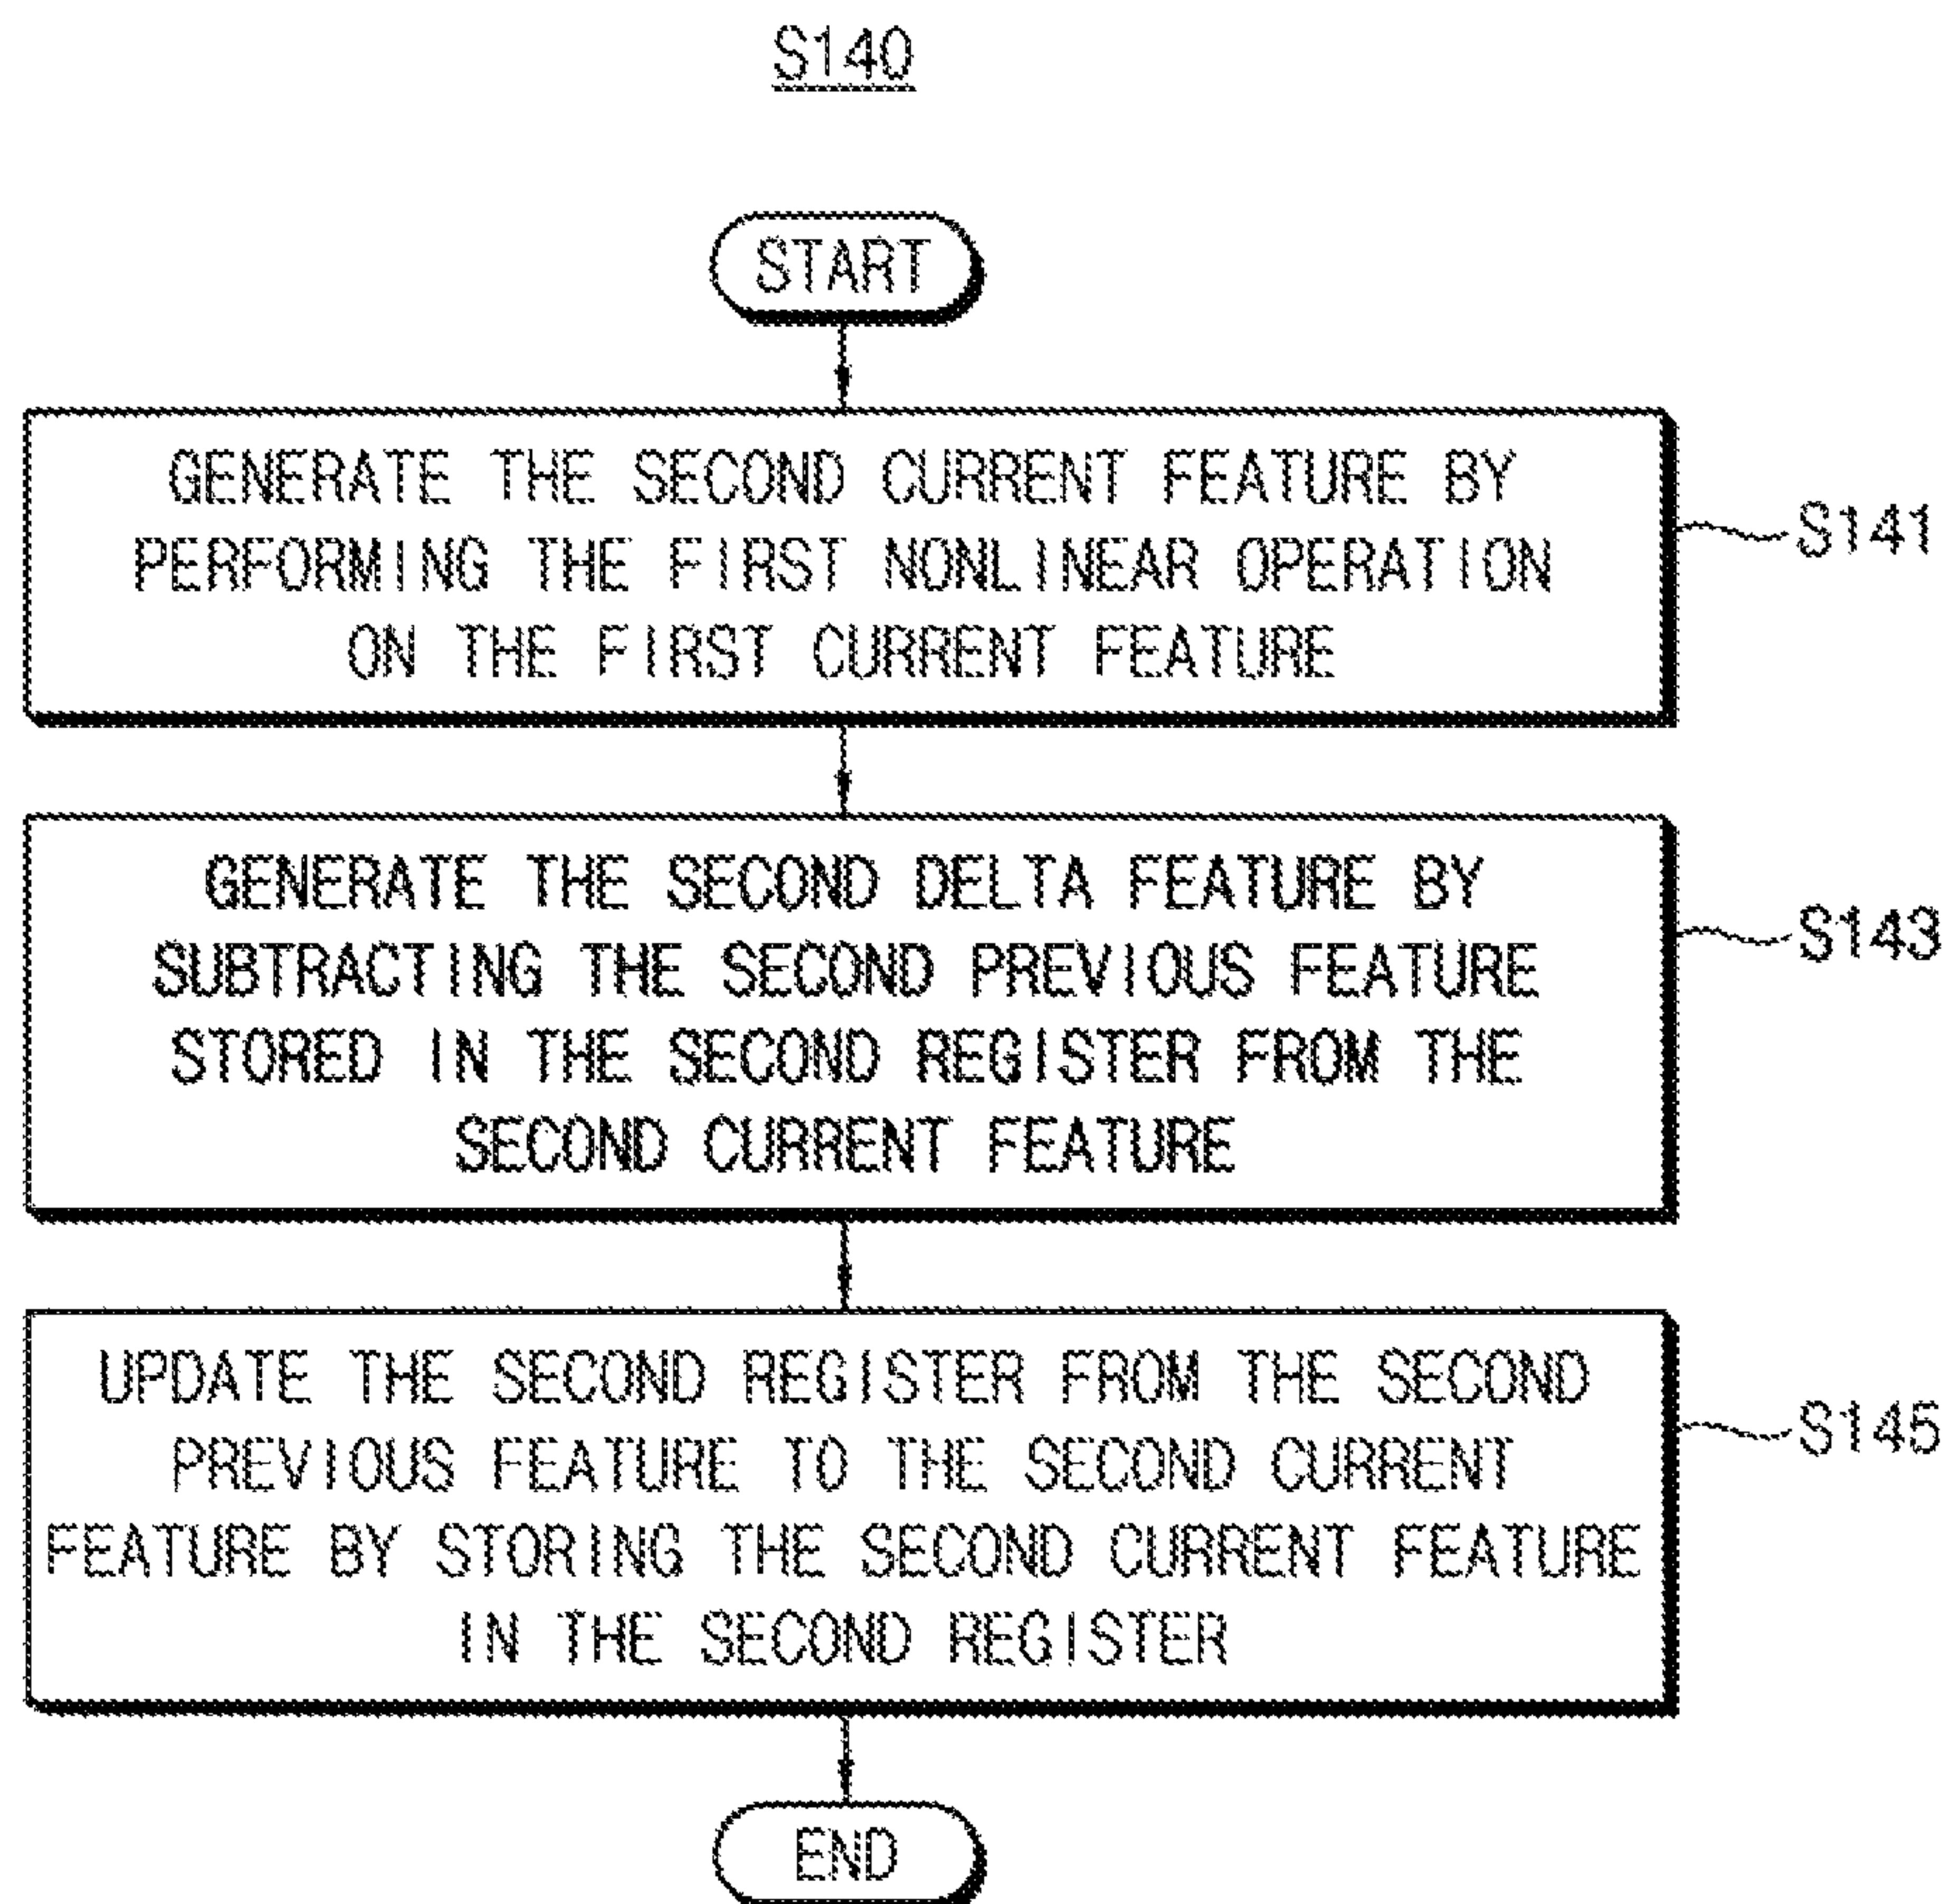 S140
START
GENERATE THE SECOND CURRENT FEATURE BY
PERFORMING THE FIRST NONLINEAR OPERATION
ON THE FIRST CURRENT FEATURE
S141
GENERATE THE SECOND DELTA FEATURE BY
SUBTRACTING THE SECOND PREVIOUS FEATURE
STORED IN THE SECOND REGISTER FROM THE
SECOND CURRENT FEATURE
S143
UPDATE THE SECOND REGISTER FROM THE SECOND
PREVIOUS FEATURE TO THE SECOND CURRENT
FEATURE BY STORING THE SECOND CURRENT FEATURE
IN THE SECOND REGISTER
S145
END